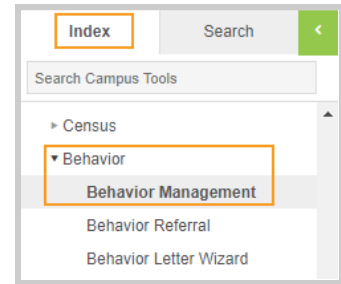 Index Search
Search Campus Tools
Census
Behavior
Behavior Management
Behavior Referral
Behavior Letter Wizard